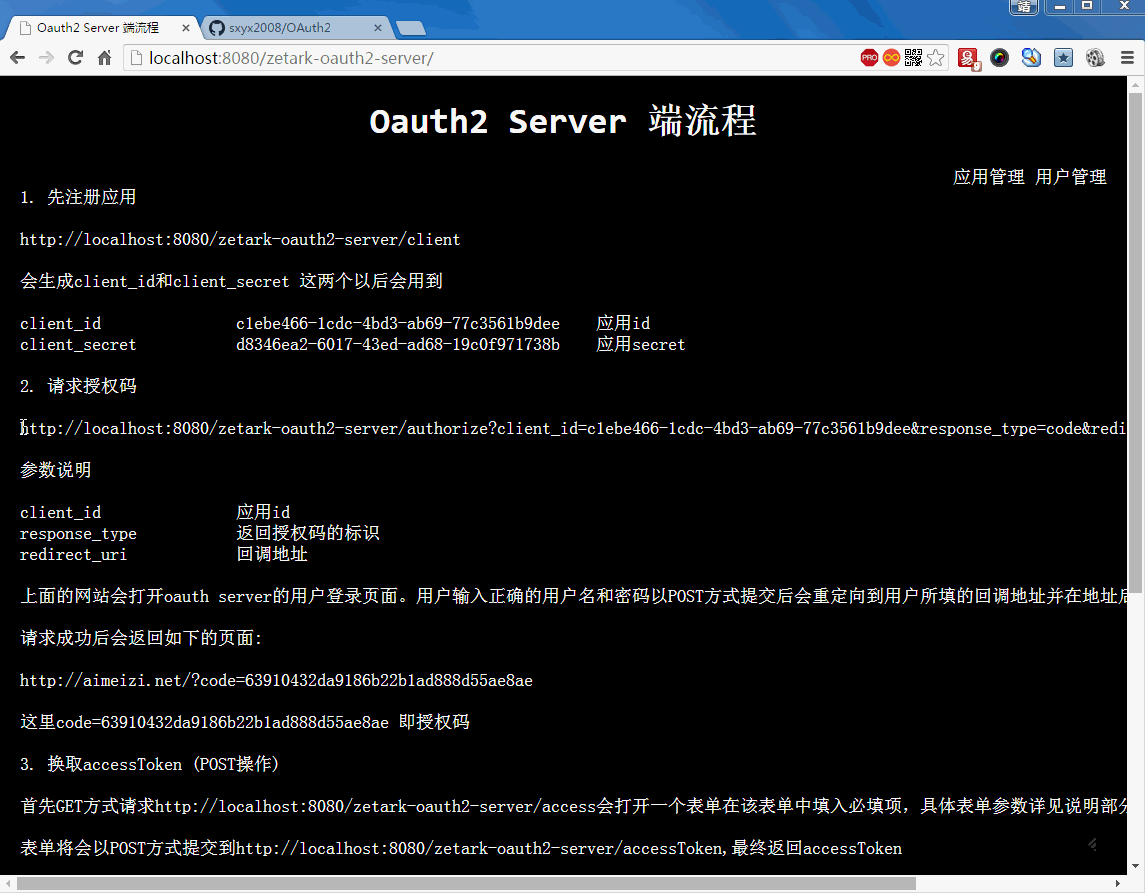 靖
Oauth2 Server 端流程
sxyx2008/OAuth2
localhost:8080/zetark-oauth2-server/
PRO
Oauth2 Server 端流程
应用管理 用户管理
1. 先注册应用
http://localhost:8080/zetark-oauth2-server/client
会生成client_id和client_secret 这两个以后会用到
client_id c1ebe466-1cdc-4bd3-ab69-77c3561b9dee 应用id
client_secret d8346ea2-6017-43ed-ad68-19c0f971738b 应用secret
2. 请求授权码
http://localhost:8080/zetark-oauth2-server/authorize?client_id=c1ebe466-1cdc-4bd3-ab69-77c3561b9dee&response_type=code&redi
参数说明
client_id 应用id
response_type 返回授权码的标识
redirect_uri 回调地址
上面的网站会打开oauth server的用户登录页面。用户输入正确的用户名和密码以POST方式提交后会重定向到用户所填的回调地址并在地址后
请求成功后会返回如下的页面:
http://aimeizi.net/?code=63910432da9186b22b1ad888d55ae8ae
这里code=63910432da9186b22b1ad888d55ae8ae 即授权码
3. 换取accessToken (POST操作)
首先GET方式请求http://localhost:8080/zetark-oauth2-server/access会打开一个表单在该表单中填入必填项，具体表单参数详见说明部分
表单将会以POST方式提交到http://localhost:8080/zetark-oauth2-server/accessToken,最终返回accessToken